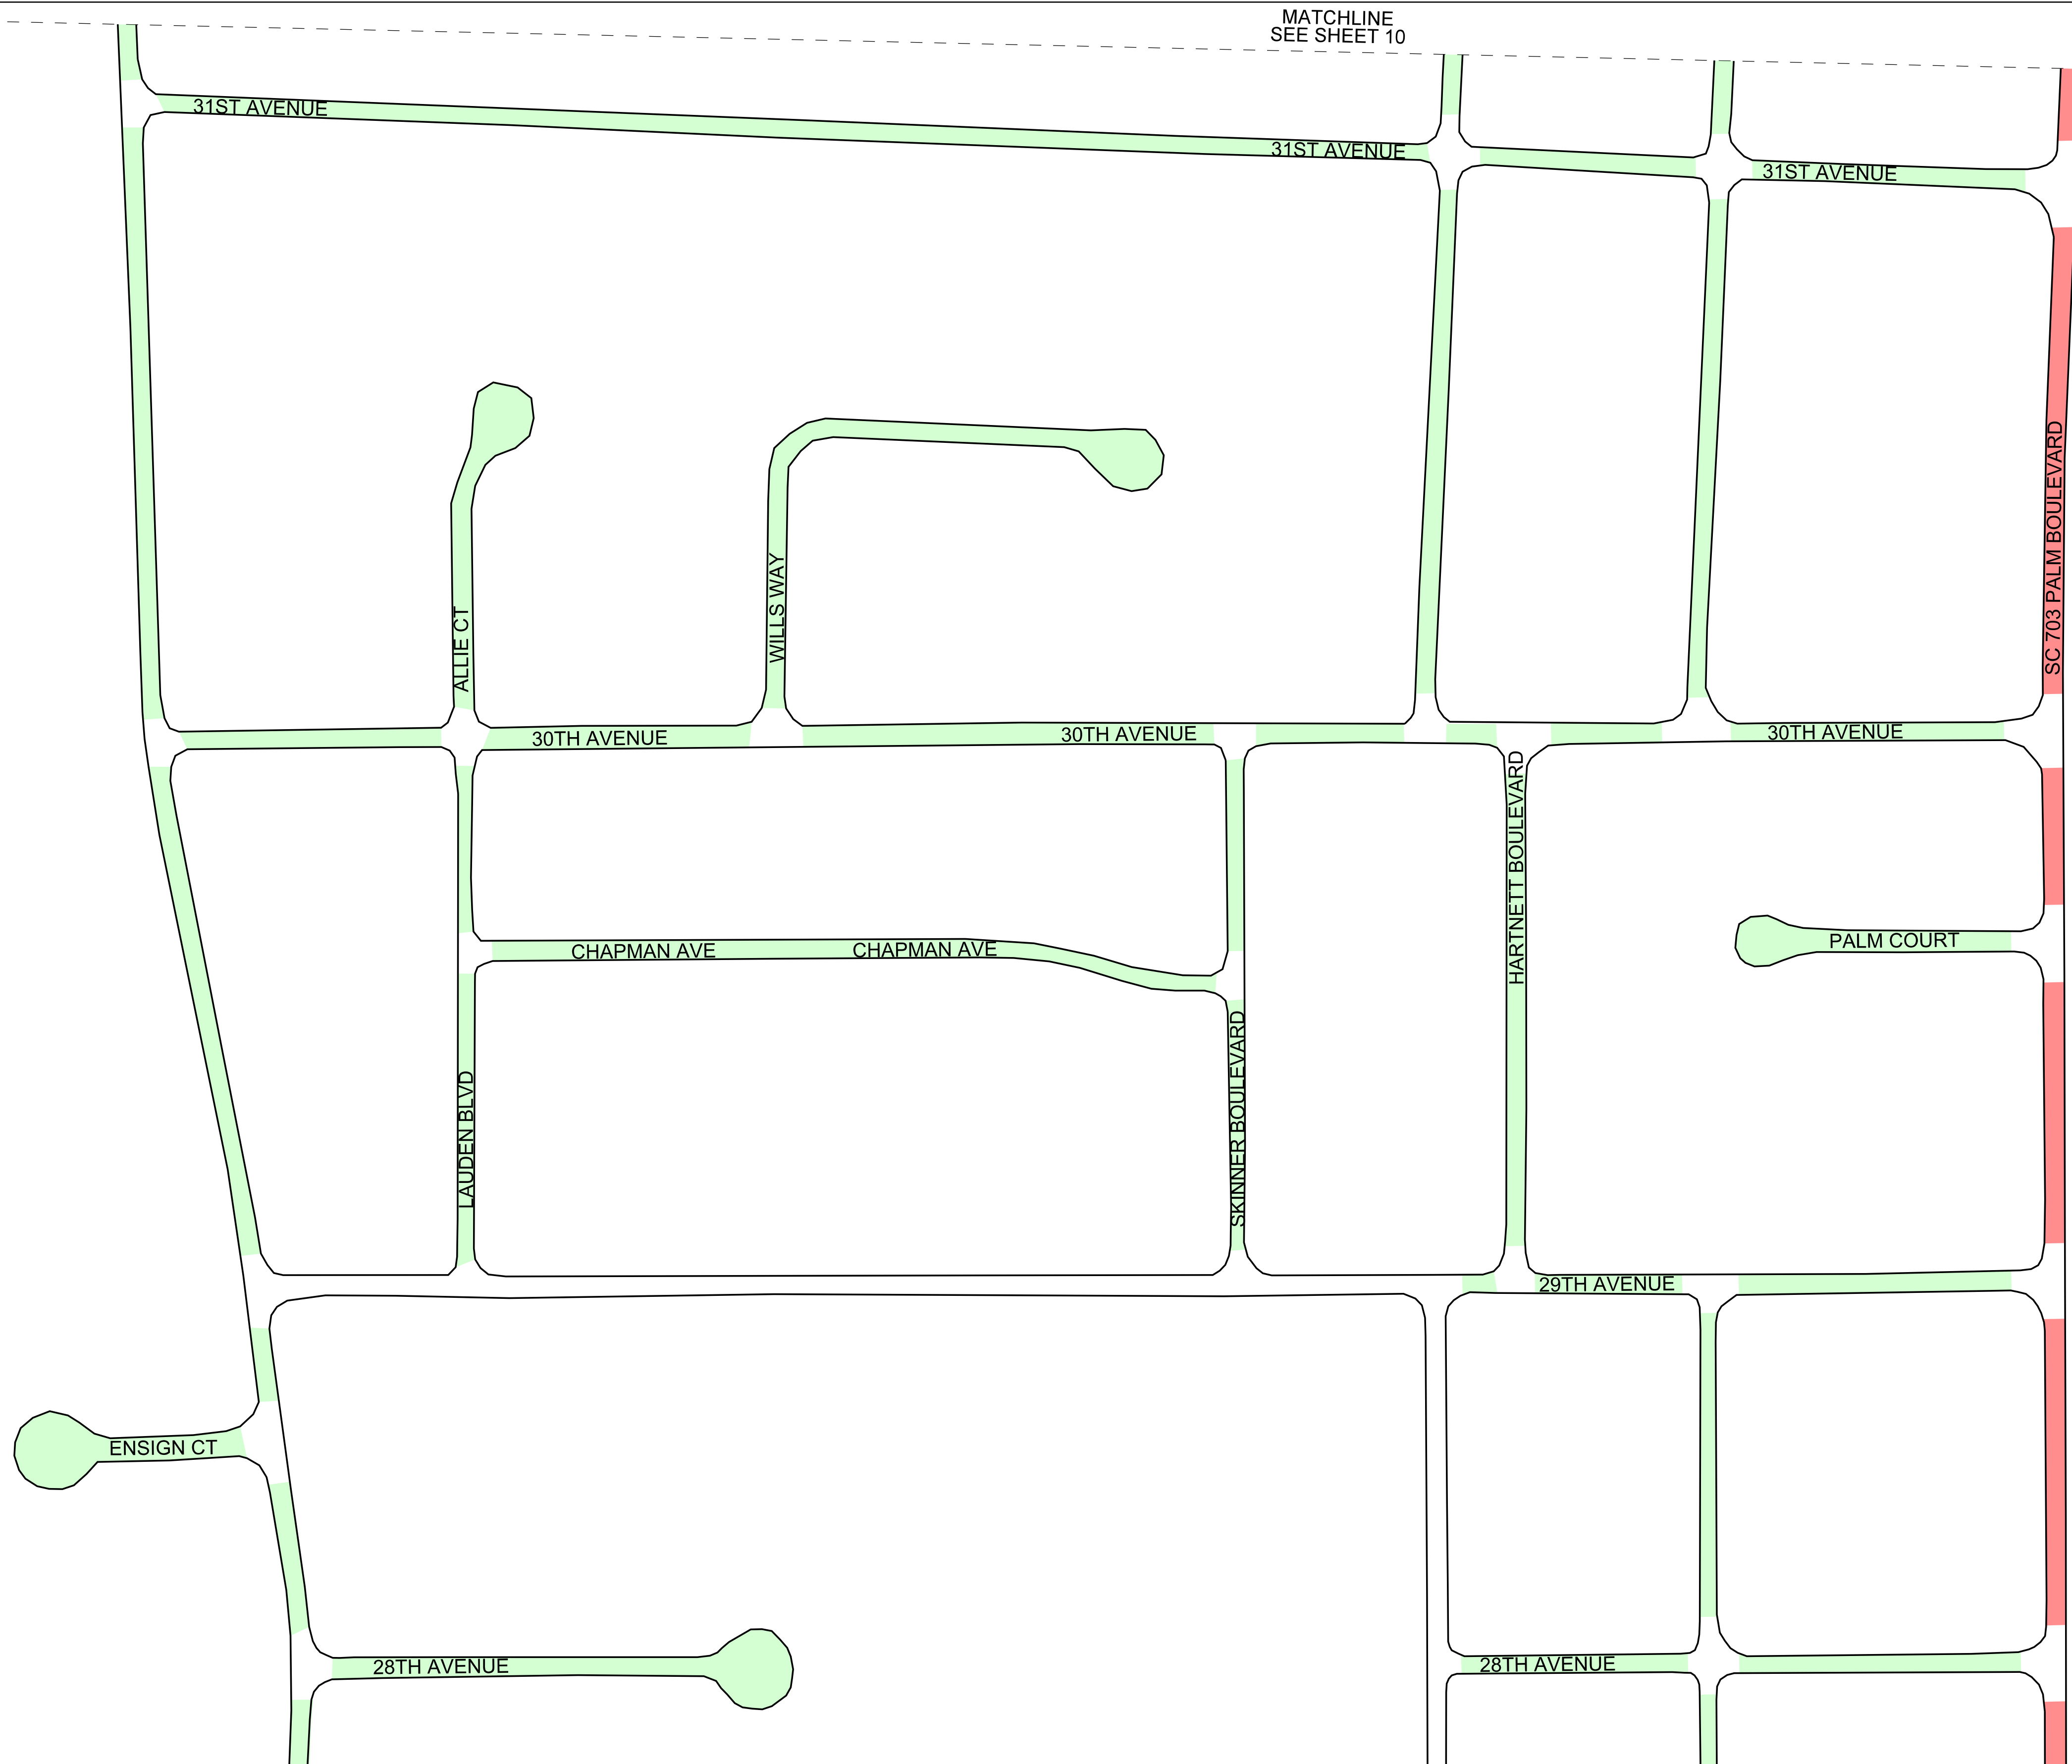 MATCHLINE
SEE SHEET 10
31ST AVENUE
31ST AVENUE
31ST AVENUE
SC 703 PALM BOULEVARD
ALLIE CT
WILLS WAY
30TH AVENUE
30TH AVENUE
30TH AVENUE
HARTNETT BOULEVARD
CHAPMAN AVE
CHAPMAN AVE
PALM COURT
LAUDEN BLVD
SKINNER BOULEVARD
29TH AVENUE
ENSIGN CT
28TH AVENUE
28TH AVENUE